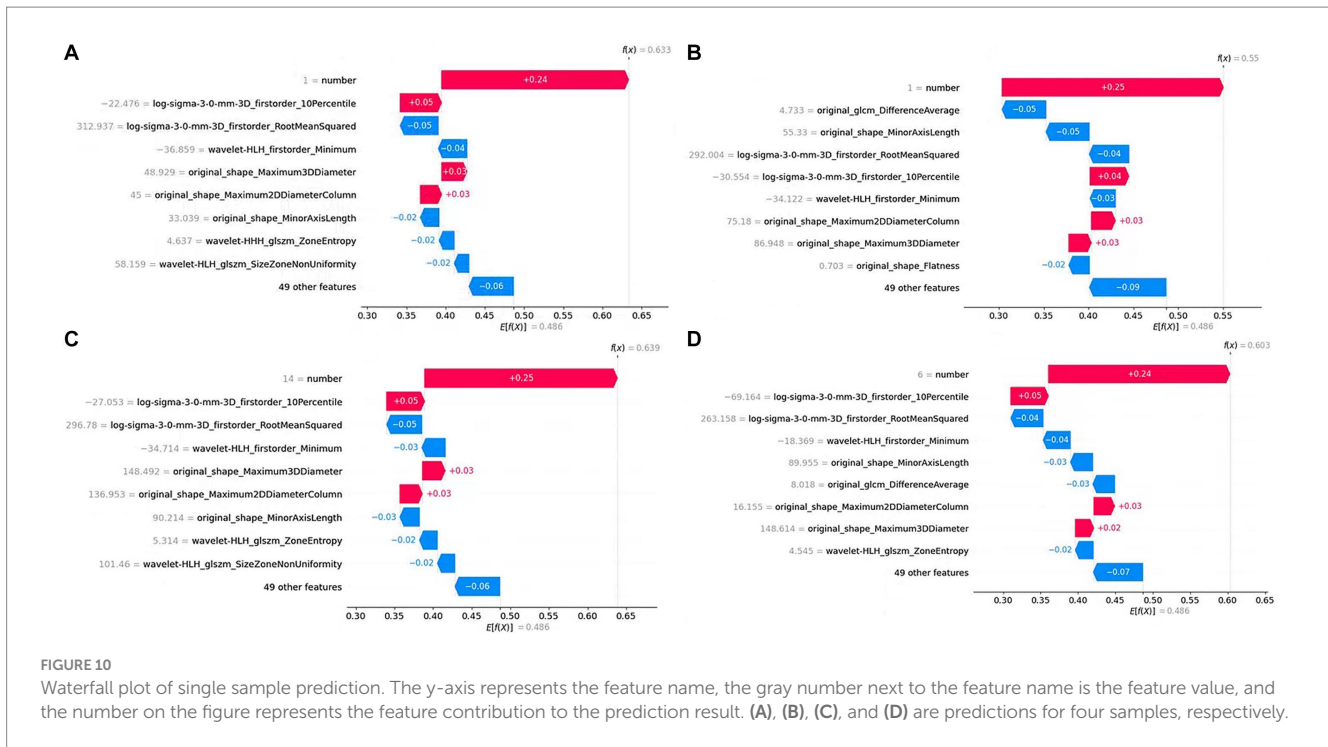 A
f(x) = 0.633
1 = number
+0.24
−22.476 = log-sigma-3-0-mm-3D_firstorder_10Percentile
+0.05
312.937 = log-sigma-3-0-mm-3D_firstorder_RootMeanSquared
−0.05
−36.859 = wavelet-HLH_firstorder_Minimum
−0.04
48.929 = original_shape_Maximum3DDiameter
+0.03
45 = original_shape_Maximum2DDiameterColumn
+0.03
33.039 = original_shape_MinorAxisLength
−0.02
4.637 = wavelet-HHH_glszm_ZoneEntropy
−0.02
58.159 = wavelet-HLH_glszm_SizeZoneNonUniformity
−0.02
49 other features
−0.06
0.30 0.35 0.40 0.45 0.50 0.55 0.60 0.65
E[f(X)] = 0.486
B
f(x) = 0.55
1 = number
+0.25
4.733 = original_glcm_DifferenceAverage
−0.05
55.33 = original_shape_MinorAxisLength
−0.05
292.004 = log-sigma-3-0-mm-3D_firstorder_RootMeanSquared
−0.04
−30.554 = log-sigma-3-0-mm-3D_firstorder_10Percentile
+0.04
−34.122 = wavelet-HLH_firstorder_Minimum
−0.03
75.18 = original_shape_Maximum2DDiameterColumn
+0.03
86.948 = original_shape_Maximum3DDiameter
+0.03
0.703 = original_shape_Flatness
−0.02
49 other features
−0.09
0.30 0.35 0.40 0.45 0.50 0.55 0.60
E[f(X)] = 0.486
C
f(x) = 0.639
14 = number
+0.25
−27.053 = log-sigma-3-0-mm-3D_firstorder_10Percentile
+0.05
296.78 = log-sigma-3-0-mm-3D_firstorder_RootMeanSquared
−0.05
−34.714 = wavelet-HLH_firstorder_Minimum
−0.03
148.492 = original_shape_Maximum3DDiameter
+0.03
136.953 = original_shape_Maximum2DDiameterColumn
+0.03
90.214 = original_shape_MinorAxisLength
−0.03
5.314 = wavelet-HLH_glszm_ZoneEntropy
−0.02
101.46 = wavelet-HLH_glszm_SizeZoneNonUniformity
−0.02
49 other features
−0.06
0.30 0.35 0.40 0.45 0.50 0.55 0.60 0.65
E[f(X)] = 0.486
D
f(x) = 0.603
6 = number
+0.24
−69.164 = log-sigma-3-0-mm-3D_firstorder_10Percentile
+0.05
263.158 = log-sigma-3-0-mm-3D_firstorder_RootMeanSquared
−0.04
−18.369 = wavelet-HLH_firstorder_Minimum
−0.04
89.955 = original_shape_MinorAxisLength
−0.03
8.018 = original_glcm_DifferenceAverage
−0.03
16.155 = original_shape_Maximum2DDiameterColumn
+0.03
148.614 = original_shape_Maximum3DDiameter
+0.02
4.545 = wavelet-HLH_glszm_ZoneEntropy
−0.02
49 other features
−0.07
0.30 0.35 0.40 0.45 0.50 0.55 0.60 0.65
E[f(X)] = 0.486
FIGURE 10
Waterfall plot of single sample prediction. The y-axis represents the feature name, the gray number next to the feature name is the feature value, and
the number on the figure represents the feature contribution to the prediction result. (A), (B), (C), and (D) are predictions for four samples, respectively.